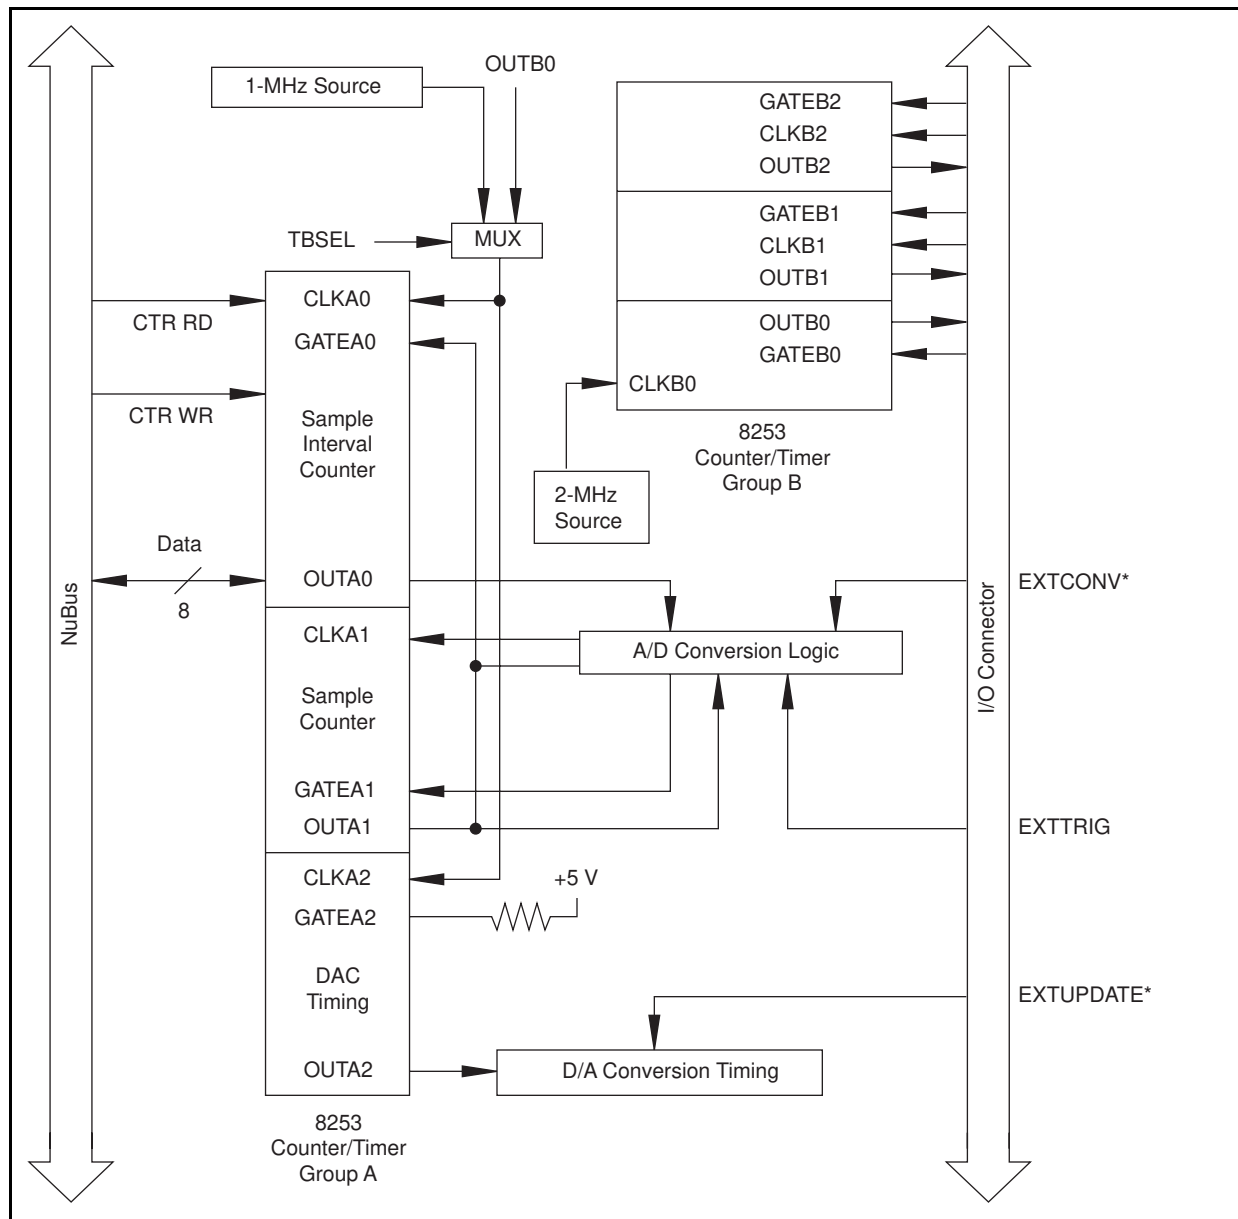 OUTB0
1-MHz Source
TBSEL
MUX
GATEB2
CLKB2
OUTB2
GATEB1
CLKB1
OUTB1
OUTB0
GATEB0
CLKB0
8253
Counter/Timer
Group B
2-MHz
Source
NuBus
CTR RD
CTR WR
Data
8
CLKA0
GATEA0
Sample
Interval
Counter
OUTA0
CLKA1
Sample
Counter
GATEA1
OUTA1
CLKA2
GATEA2
DAC
Timing
OUTA2
8253
Counter/Timer
Group A
A/D Conversion Logic
+5 V
D/A Conversion Timing
I/O Connector
EXTCONV*
EXTTRIG
EXTUPDATE*